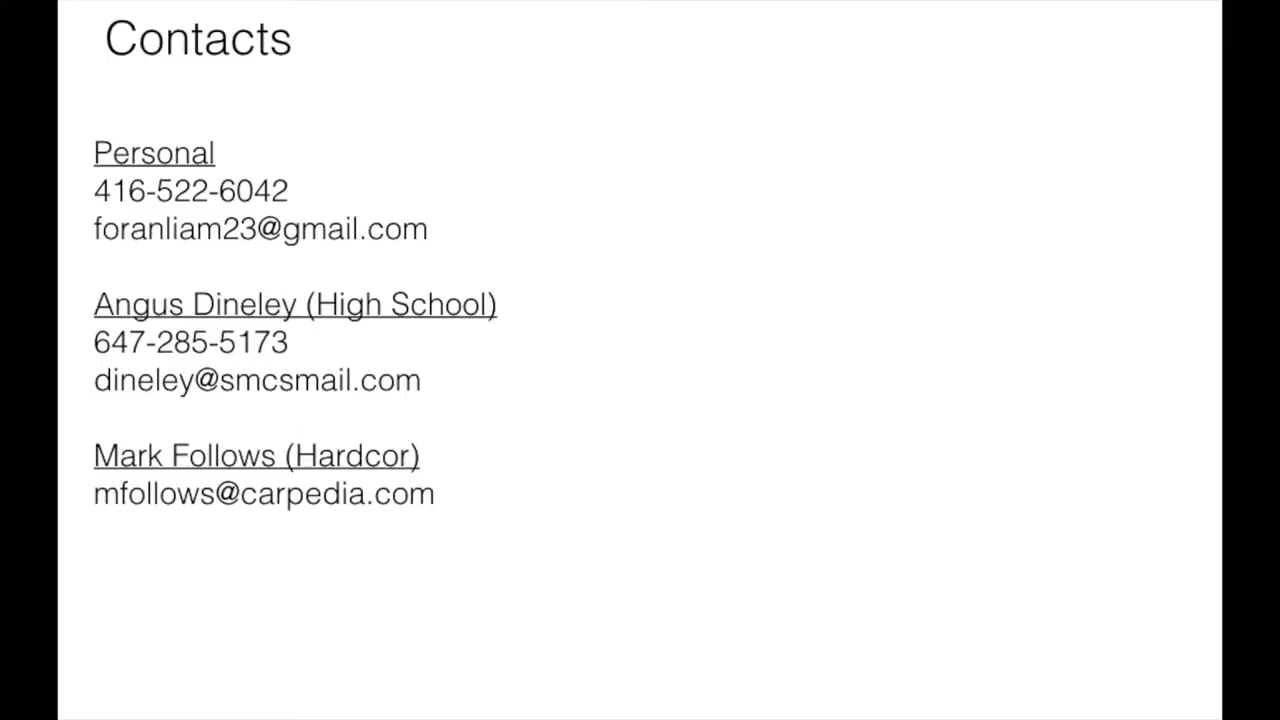 Contacts
Personal
416-522-6042
foranliam23@gmail.com
Angus Dineley (High School)
647-285-5173
dineley@smcsmail.com
Mark Follows (Hardcor)
mfollows@carpedia.com